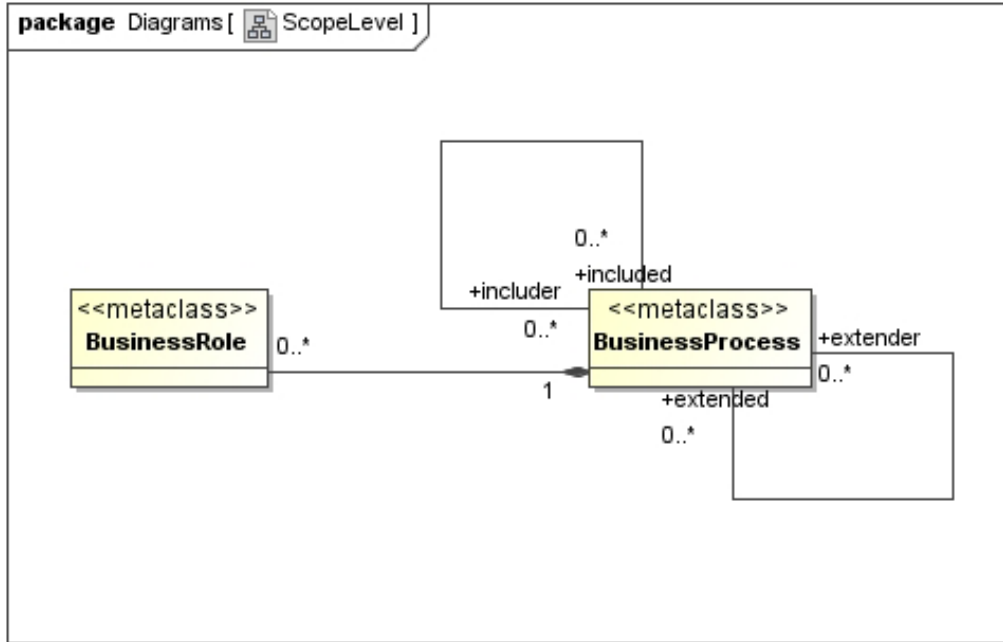 package Diagrams [ ScopeLevel ]
0..*
+included
+includer
0..*
<<metaclass>>
BusinessRole
0..*
1
<<metaclass>>
BusinessProcess
+extender
0..*
+extended
0..*